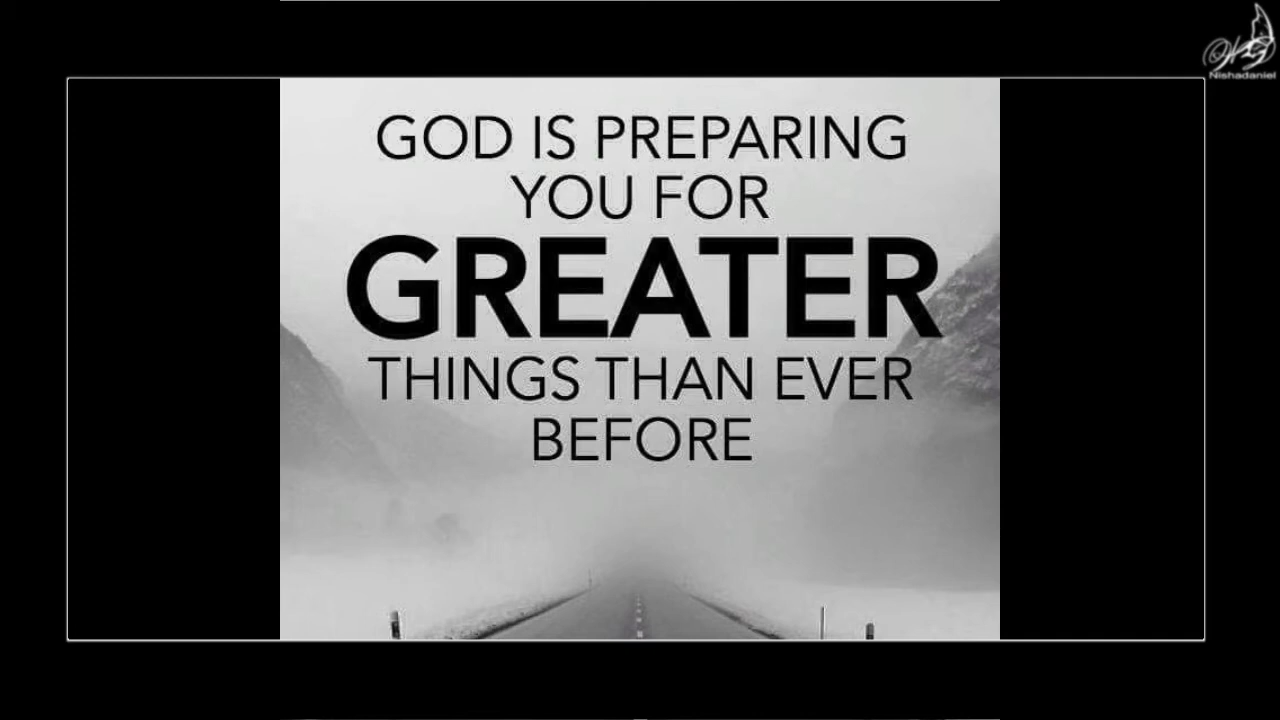 Nishadaniel
GOD IS PREPARING
YOU FOR
GREATER
THINGS THAN EVER
BEFORE